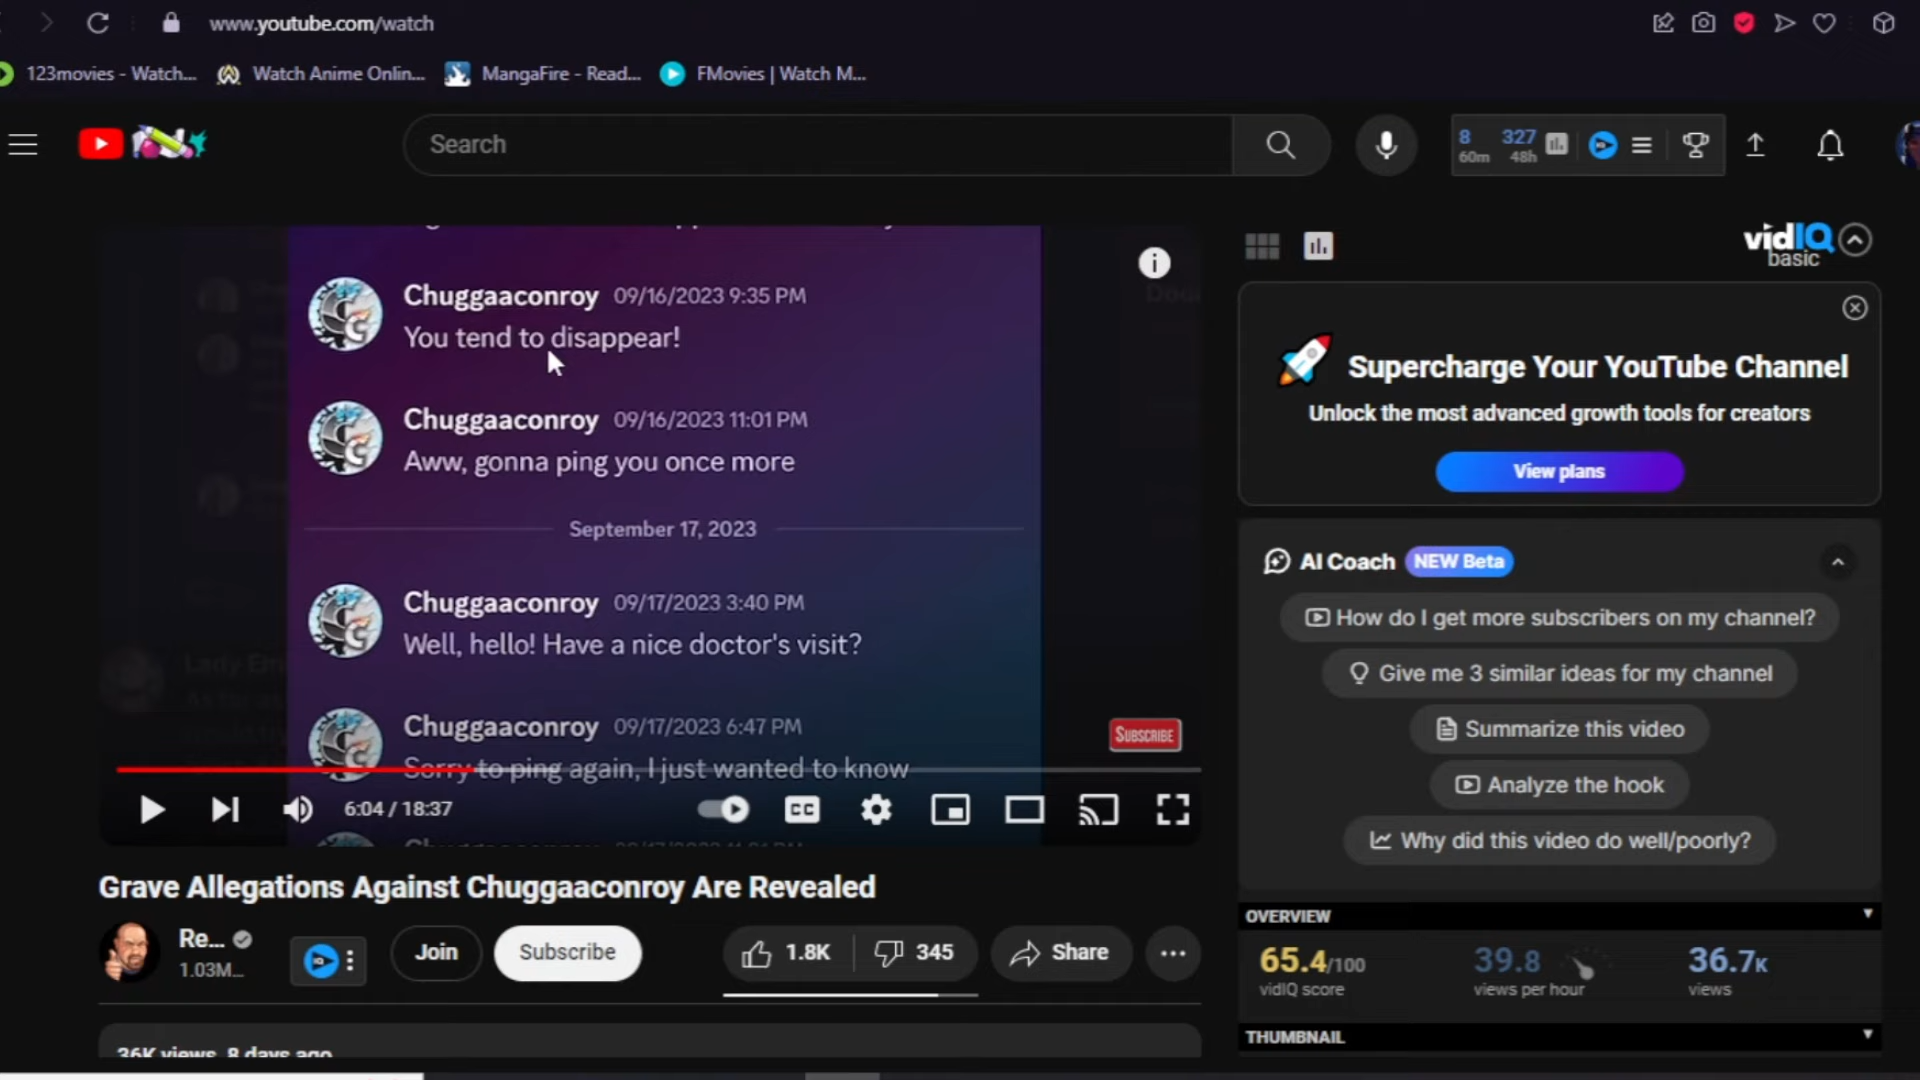 www.youtube.com/watch
123movies - Watch...
Watch Anime Onlin...
MangaFire - Read...
FMovies | Watch M...
Search
8
327
60m
48h
vidIQ
basic
Chuggaaconroy 09/16/2023 9:35 PM
You tend to disappear!
Chuggaaconroy 09/16/2023 11:01 PM
Aww, gonna ping you once more
September 17, 2023
Chuggaaconroy 09/17/2023 3:40 PM
Well, hello! Have a nice doctor's visit?
Chuggaaconroy 09/17/2023 6:47 PM
Sorry to ping again, I just wanted to know
SUBSCRIBE
6:04 / 18:37
CC
Grave Allegations Against Chuggaaconroy Are Revealed
Re...
1.03M...
Join
Subscribe
1.8K
345
Share
36K views 8 days ago
Supercharge Your YouTube Channel
Unlock the most advanced growth tools for creators
View plans
AI Coach NEW Beta
How do I get more subscribers on my channel?
Give me 3 similar ideas for my channel
Summarize this video
Analyze the hook
Why did this video do well/poorly?
OVERVIEW
65.4/100
vidIQ score
39.8
views per hour
36.7K
views
THUMBNAIL